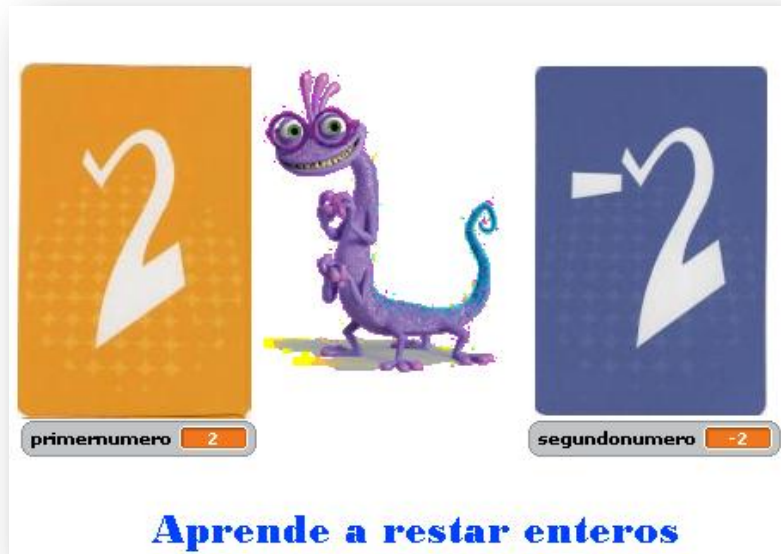 2
-2
primernumero 2
segundonumero -2
Aprende a restar enteros